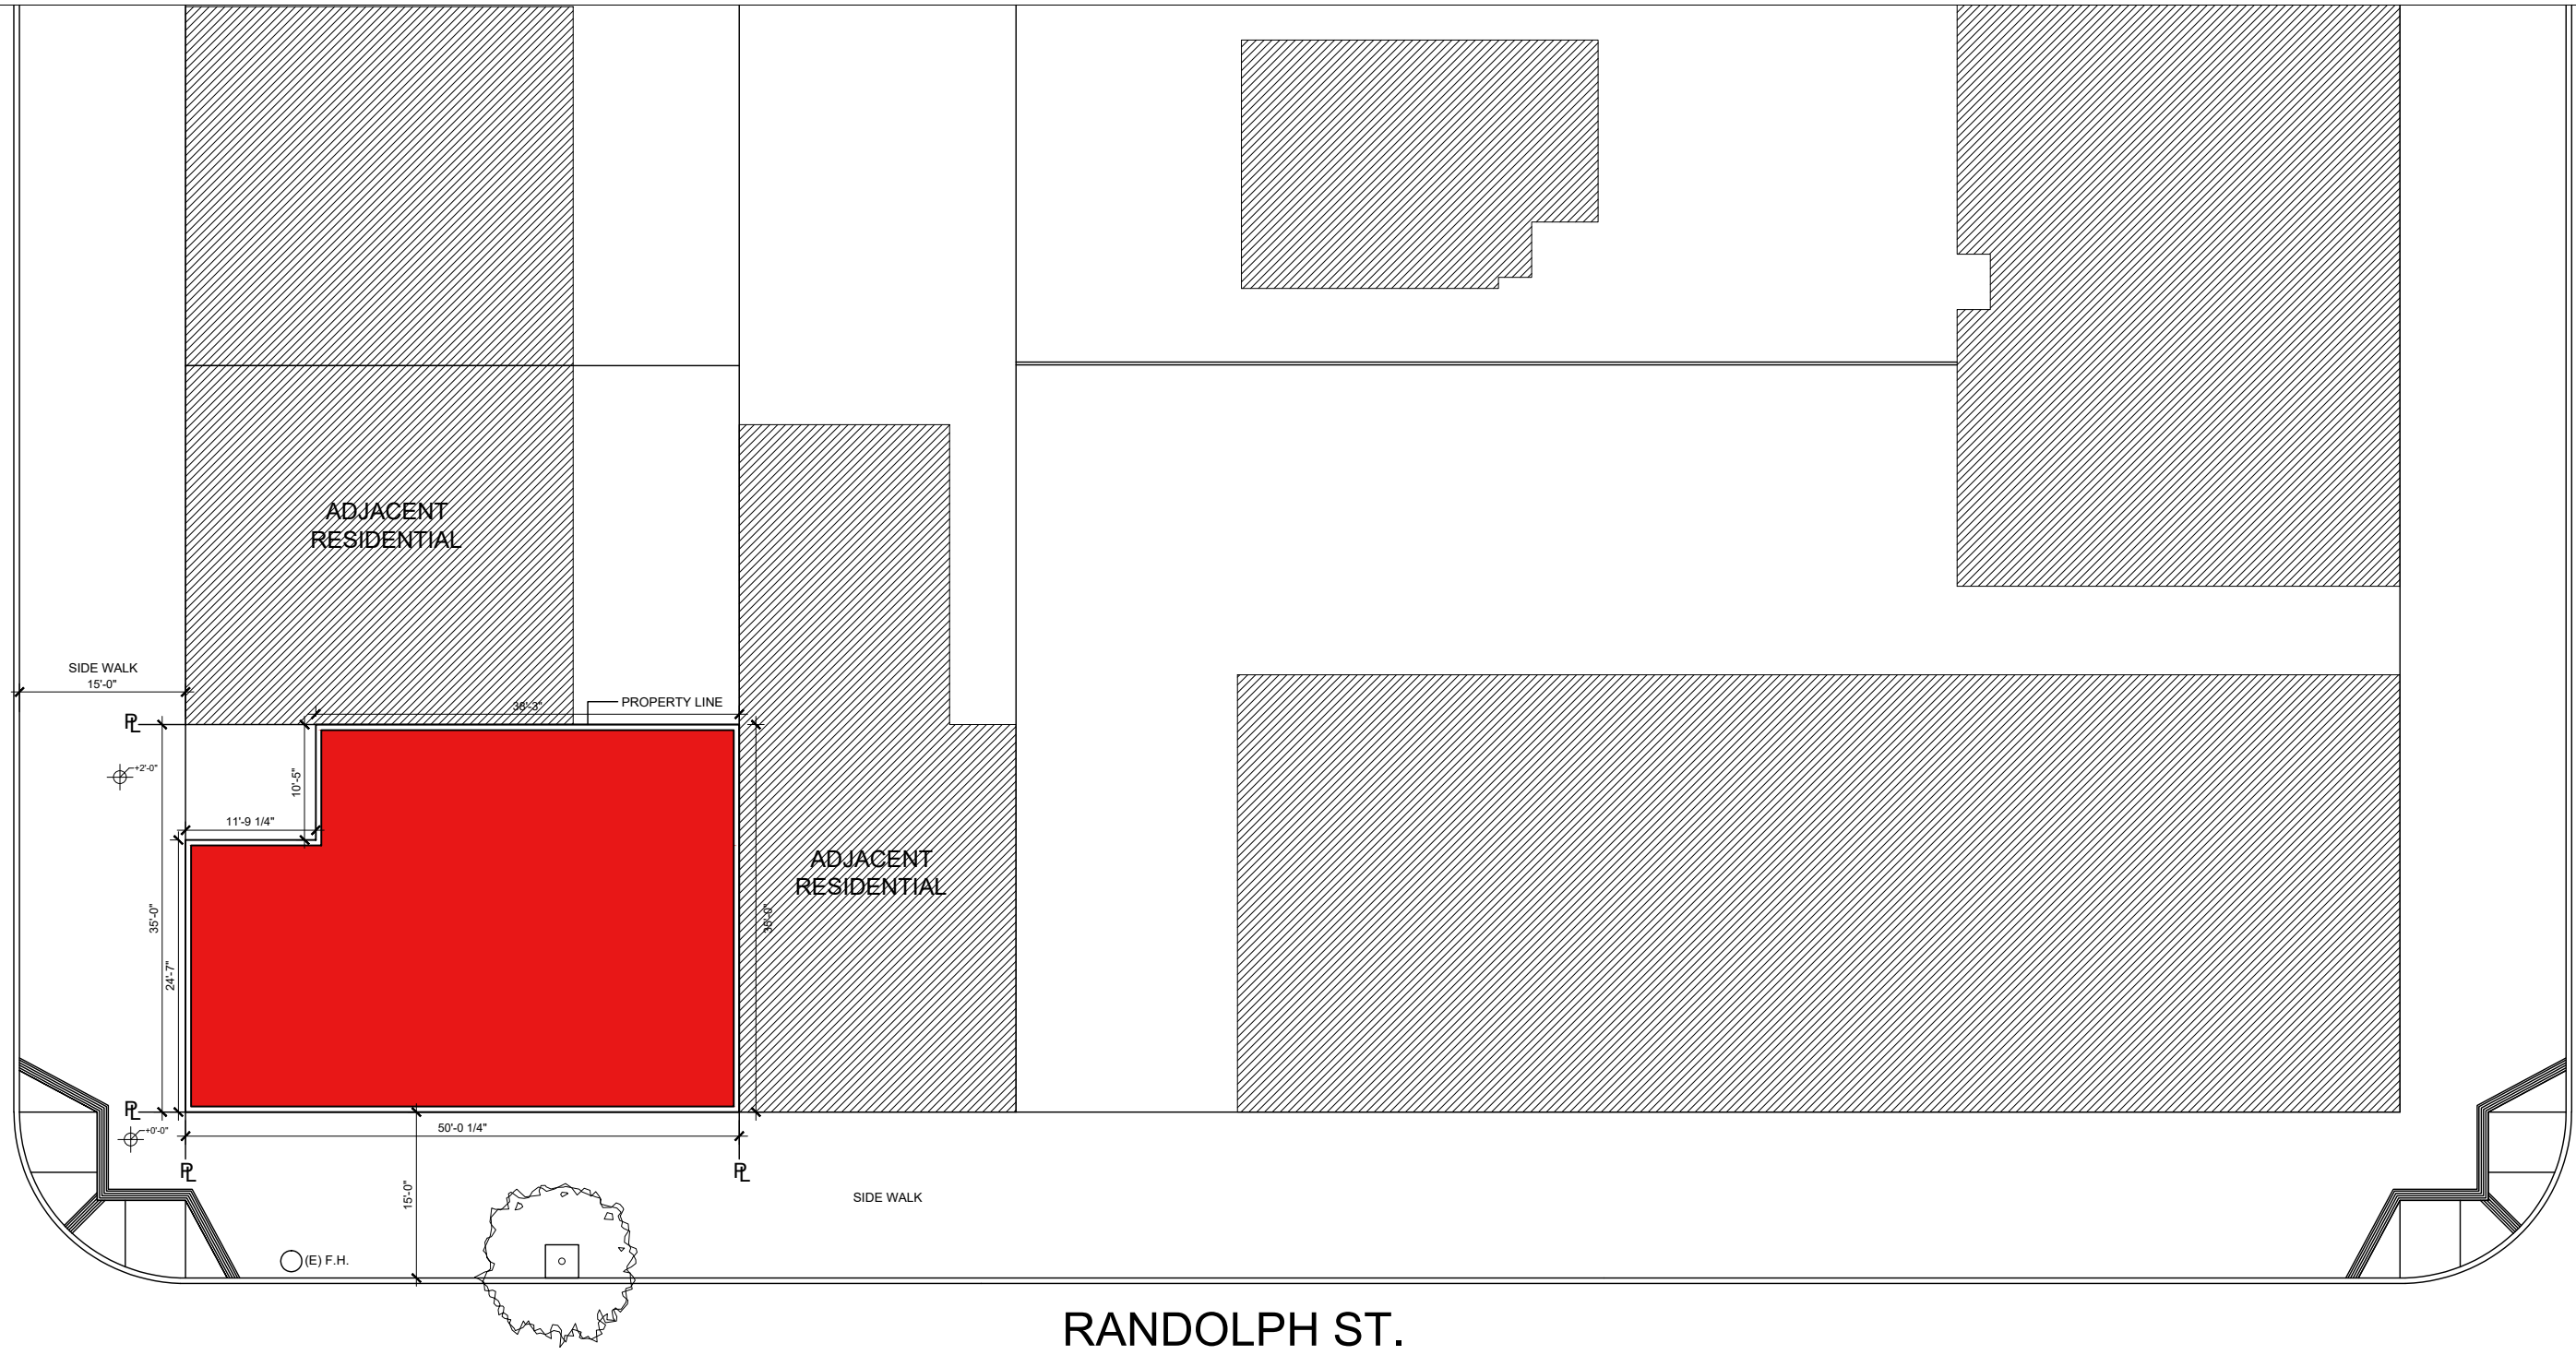 ADJACENT
RESIDENTIAL
SIDE WALK
15'-0"
PROPERTY LINE
38'-3"
PL
+2'-0"
10'-5"
11'-9 1/4"
ADJACENT
RESIDENTIAL
35'-0"
35'-0"
24'-7"
PL
+0'-0"
50'-0 1/4"
PL
PL
15'-0"
SIDE WALK
(E) F.H.
RANDOLPH ST.